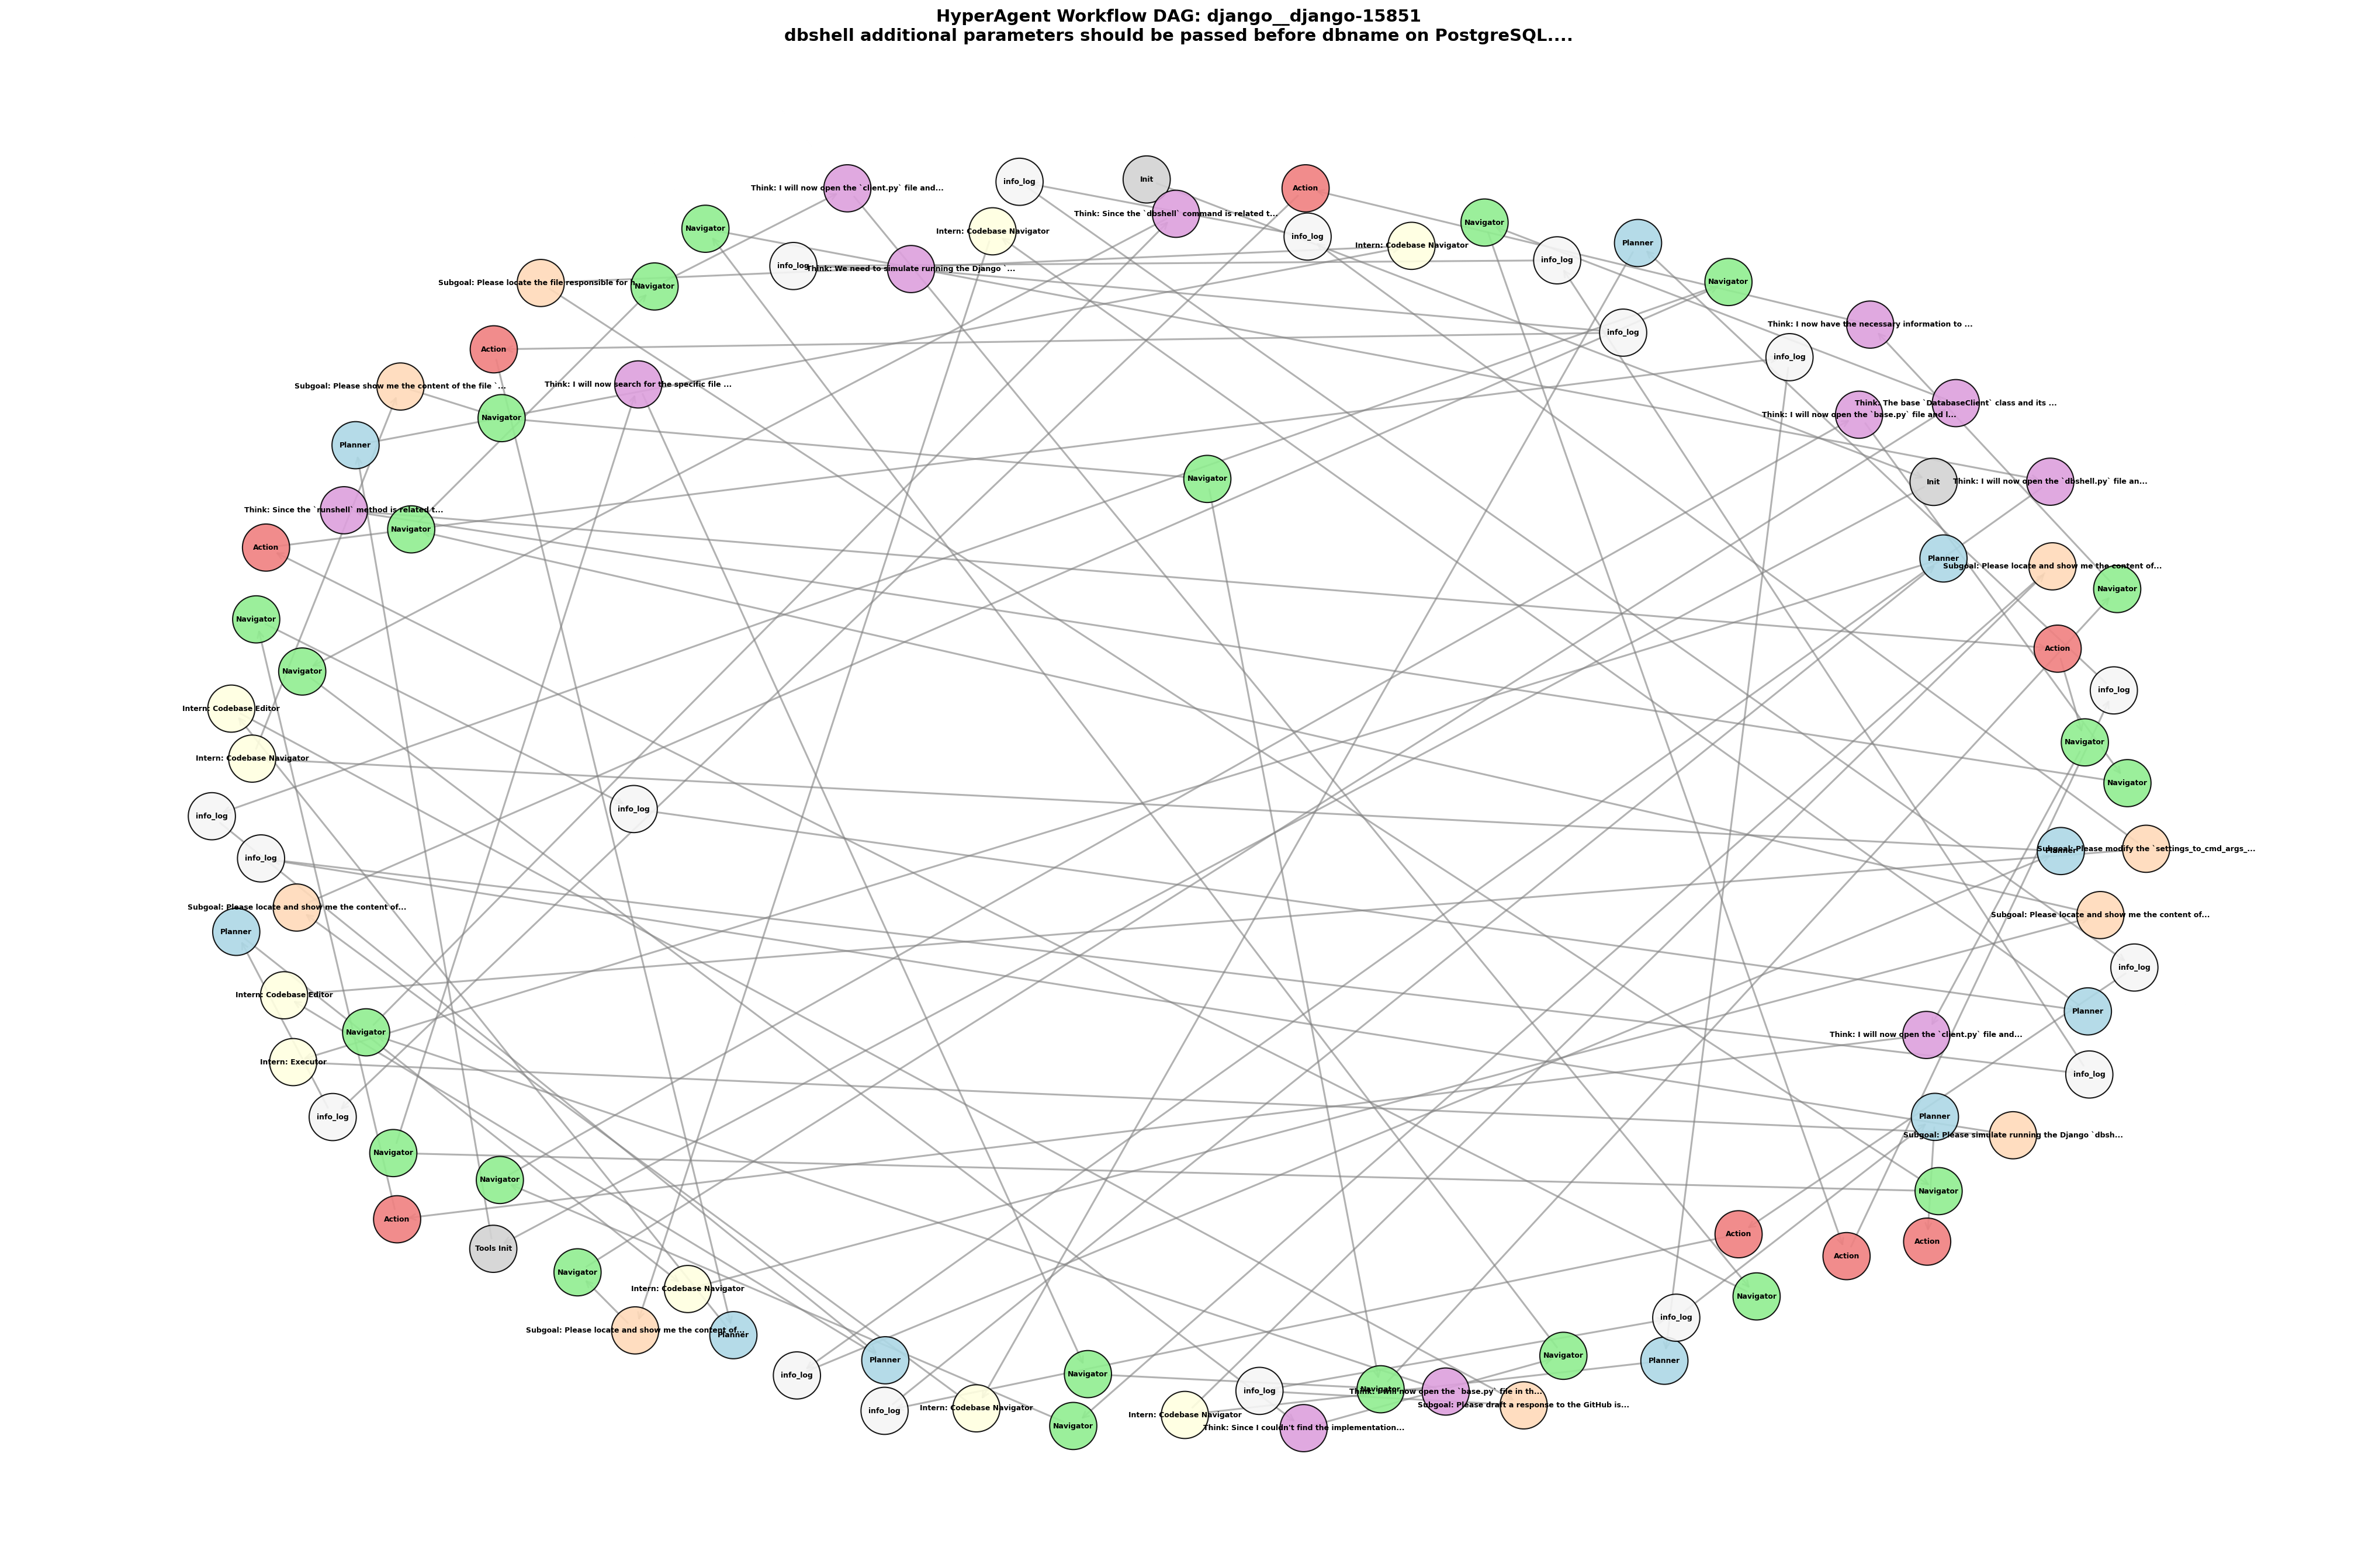 HyperAgent Workflow DAG: django__django-15851
dbshell additional parameters should be passed before dbname on PostgreSQL....
Init
info_log
Action
Think: I will now open the `client.py` file and...
Think: Since the `dbshell` command is related t...
Navigator
Navigator
Intern: Codebase Navigator
info_log
Planner
Intern: Codebase Navigator
info_log
info_log
Think: We need to simulate running the Django `...
Navigator
Subgoal: Please locate the file responsible for
Navigator
Think: I now have the necessary information to ...
info_log
Action
info_log
Think: I will now search for the specific file ...
Subgoal: Please show me the content of the file `...
Think: The base `DatabaseClient` class and its ...
Think: I will now open the `base.py` file and l...
Navigator
Planner
Navigator
Init
Think: I will now open the `dbshell.py` file an...
Think: Since the `runshell` method is related t...
Navigator
Action
Planner
Subgoal: Please locate and show me the content of...
Navigator
Navigator
Action
Navigator
info_log
Intern: Codebase Editor
Navigator
Intern: Codebase Navigator
Navigator
info_log
info_log
Planner
Subgoal: Please modify the `settings_to_cmd_args_...
info_log
Subgoal: Please locate and show me the content of...
Subgoal: Please locate and show me the content of...
Planner
info_log
Intern: Codebase Editor
Planner
Navigator
Think: I will now open the `client.py` file and...
Intern: Executor
info_log
info_log
Planner
Subgoal: Please simulate running the Django `dbsh...
Navigator
Navigator
Navigator
Action
Action
Action
Tools Init
Action
Navigator
Intern: Codebase Navigator
Navigator
info_log
Subgoal: Please locate and show me the content of...
Planner
Navigator
Planner
Planner
Navigator
info_log
Navigator
info_log
Think: I will now open the `base.py` file in th...
Subgoal: Please draft a response to the GitHub is...
Intern: Codebase Navigator
info_log
Intern: Codebase Navigator
Navigator
Think: Since I couldn't find the implementation...